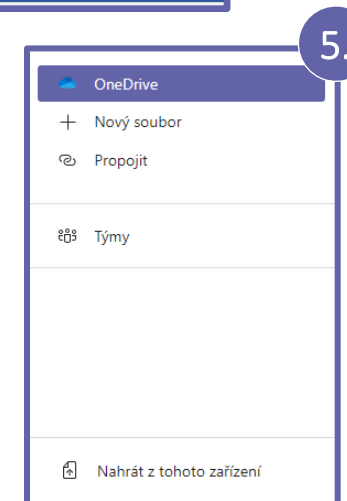 5.
OneDrive
Nový soubor
Propojit
Týmy
Nahrát z tohoto zařízení